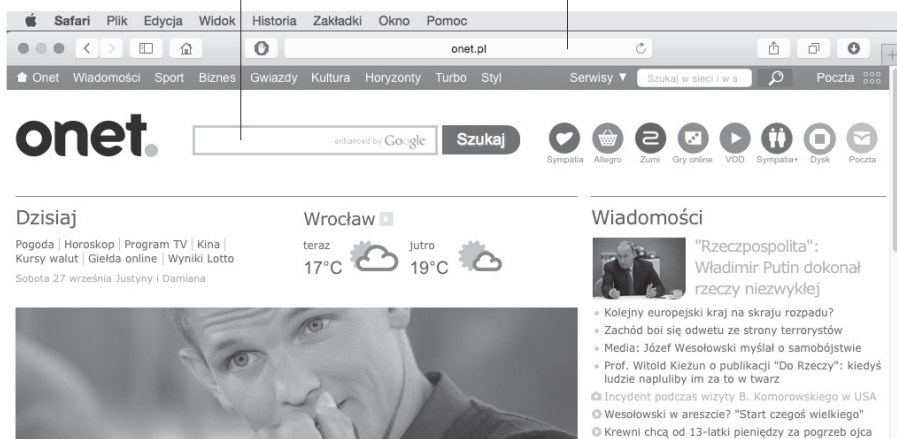 Safari Plik Edycja Widok Historia Zakładki Okno Pomoc
onet.pl
Onet Wiadomości Sport Biznes Gwiazdy Kultura Horyzonty Turbo Styl Serwisy ▼ Szukaj w sieci i w s Poczta
onet.
enhanced by Google Szukaj
Sympatia Allegro Zumi Gry online VOD Sympatia+ Dysk Poczta
Dzisiaj
Pogoda | Horoskop | Program TV | Kina |
Kursy walut | Giełda online | Wyniki Lotto
Sobota 27 września Justyny i Damiana
Wrocław
teraz jutro
17°C 19°C
Wiadomości
"Rzeczpospolita":
Władimir Putin dokonał
rzeczy niezwykłej
Kolejny europejski kraj na skraju rozpadu?
Zachód boi się odwetu ze strony terrorystów
Media: Józef Wesołowski myślał o samobójstwie
Prof. Witold Kieżun o publikacji "Do Rzeczy": kiedyś
ludzie napluliby im za to w twarz
Incydent podczas wizyty B. Komorowskiego w USA
Wesołowski w areszcie? "Start czegoś wielkiego"
Krewni chcą od 13-latki pieniędzy za pogrzeb ojca